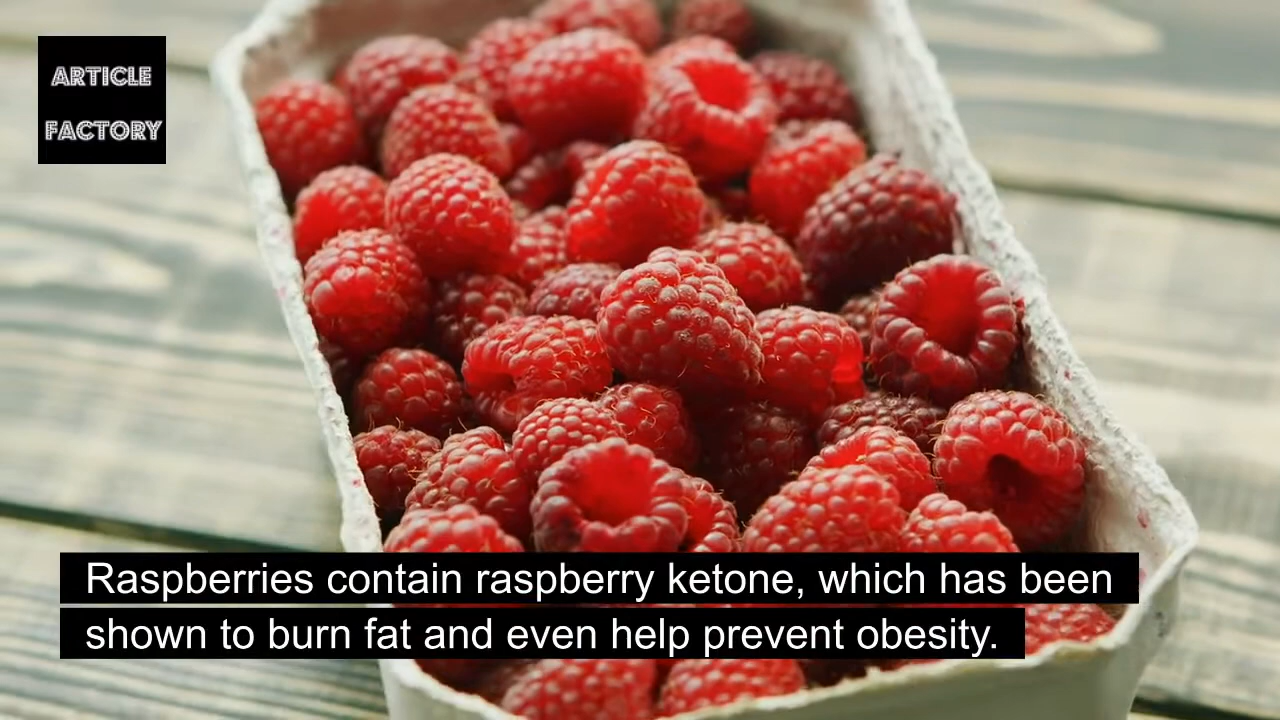 ARTICLE
FACTORY
Raspberries contain raspberry ketone, which has been
shown to burn fat and even help prevent obesity.